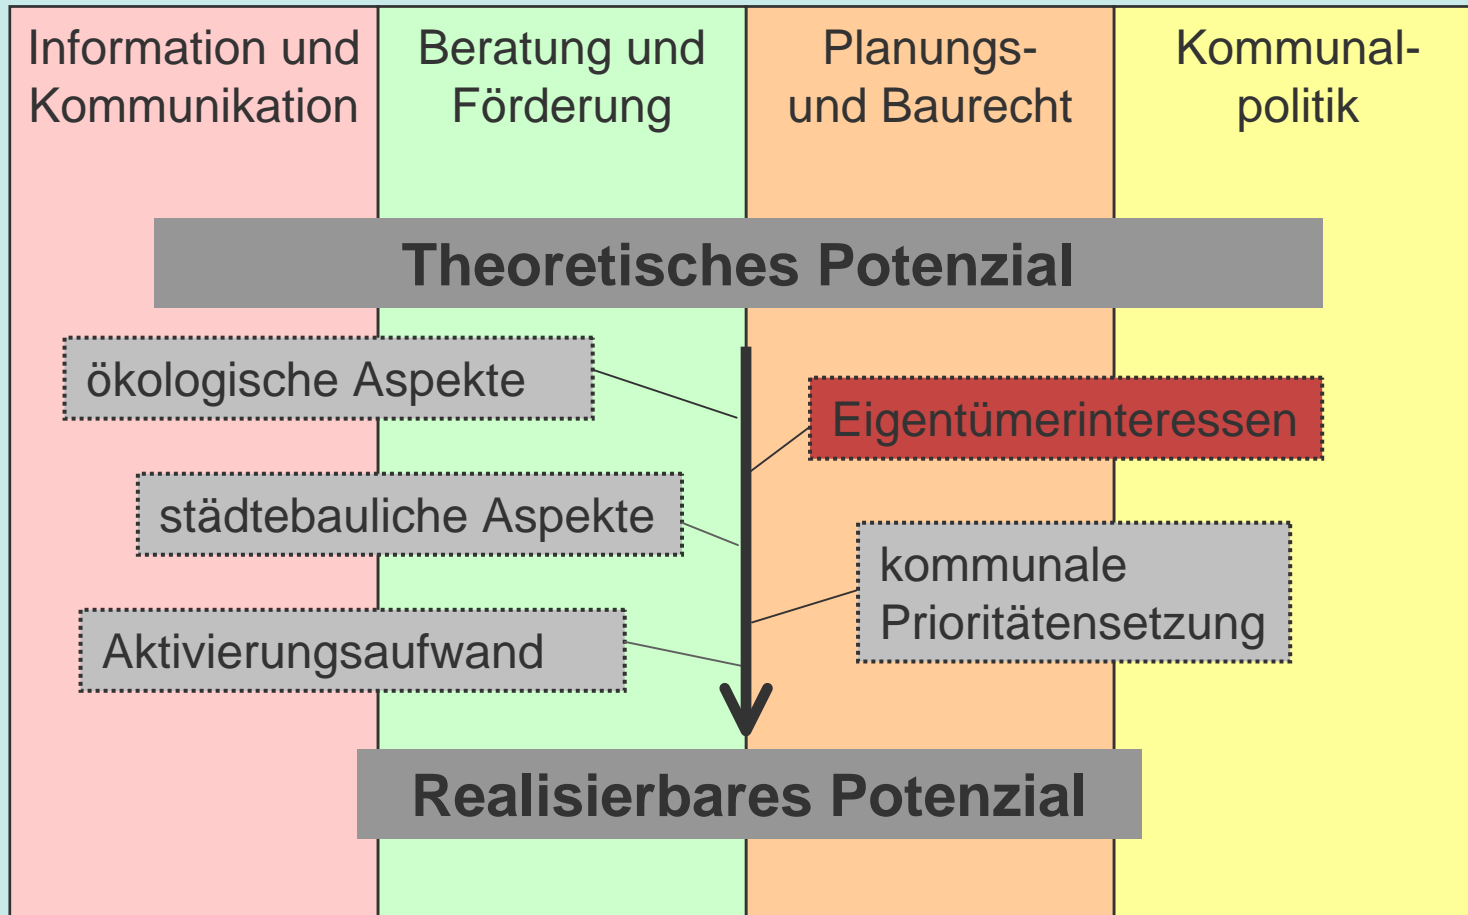 Information und
Kommunikation
Beratung und
Förderung
Planungs-
und Baurecht
Kommunal-
politik
Theoretisches Potenzial
ökologische Aspekte
Eigentümerinteressen
städtebauliche Aspekte
kommunale
Prioritätensetzung
Aktivierungsaufwand
Realisierbares Potenzial